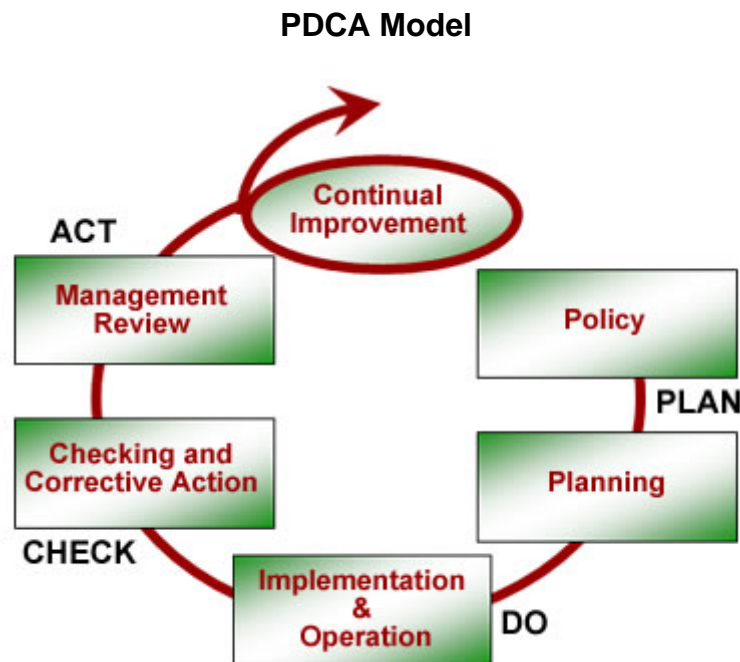 PDCA Model
Continual
Improvement
ACT
Management
Review
Policy
PLAN
Checking and
Corrective Action
Planning
CHECK
Implementation
&
Operation
DO